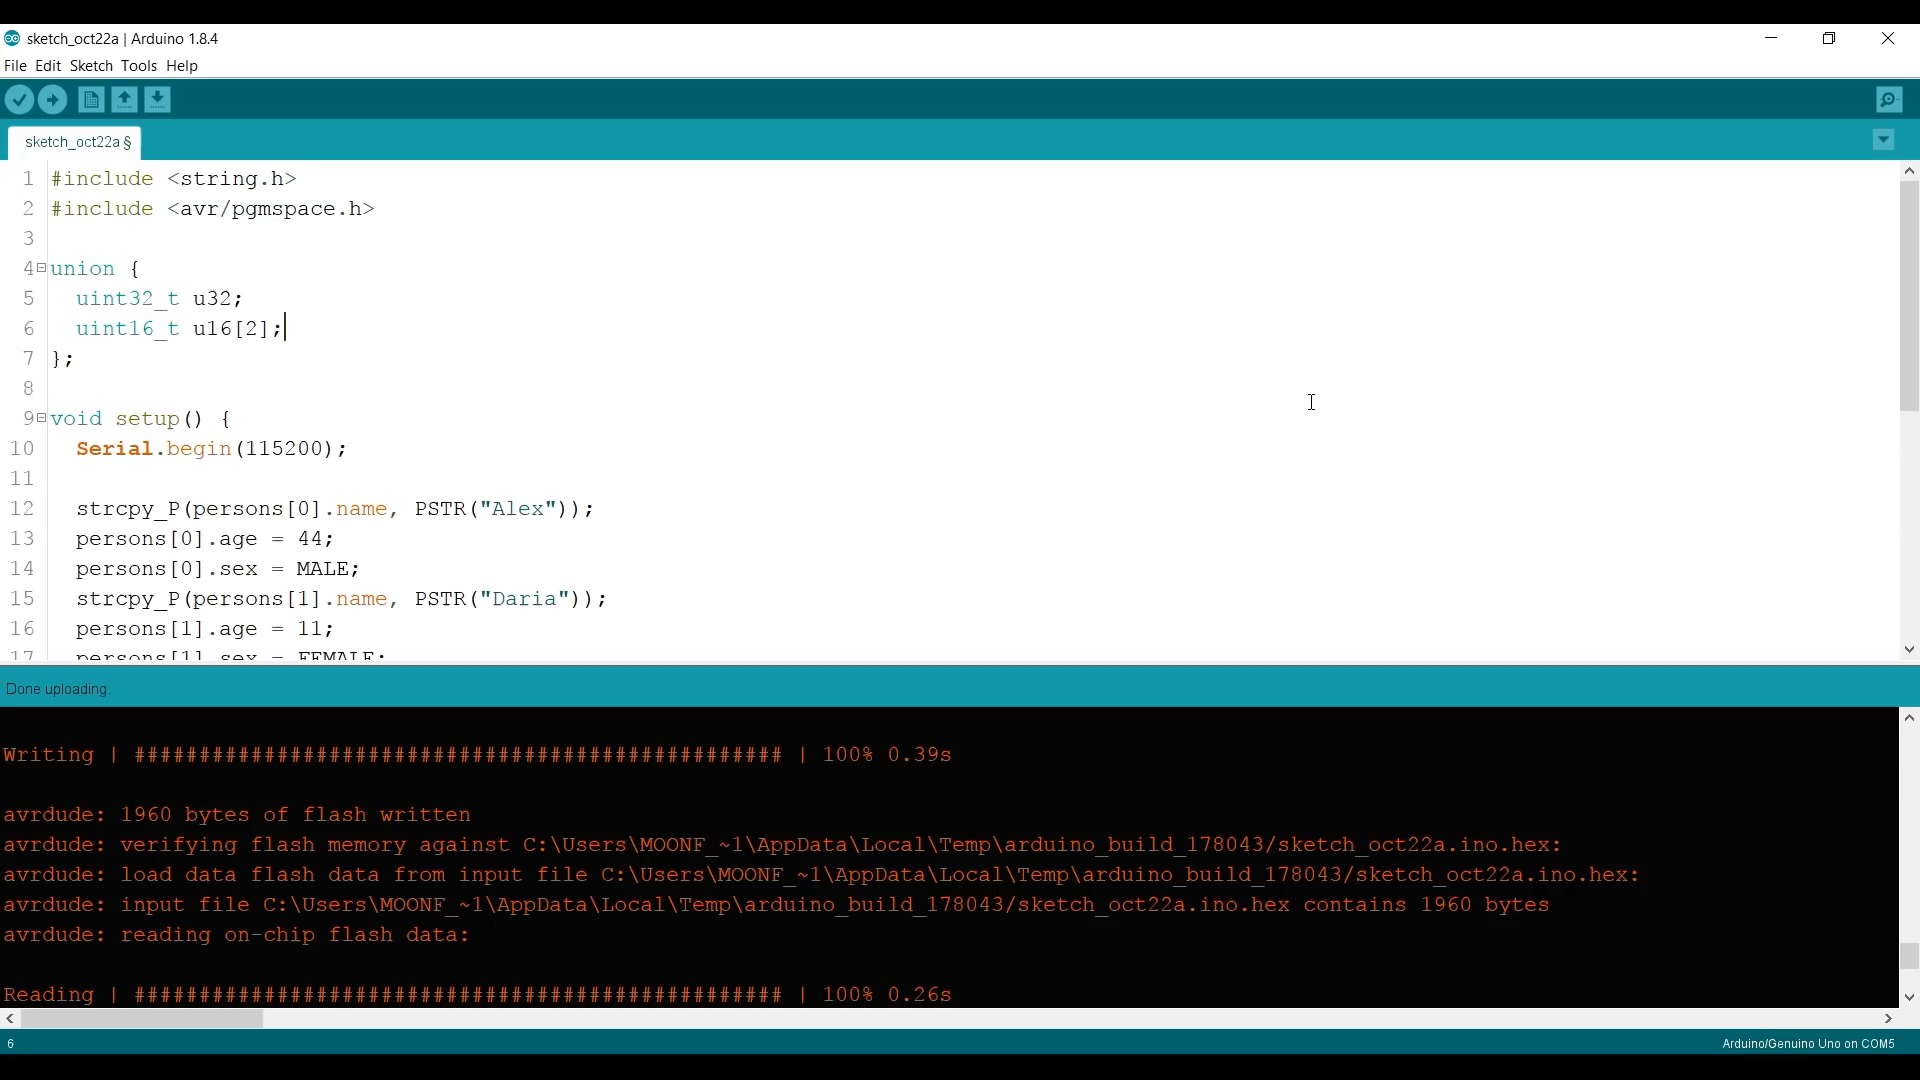 sketch_oct22a | Arduino 1.8.4
File Edit Sketch Tools Help
sketch_oct22a §
1 #include <string.h>
2 #include <avr/pgmspace.h>
3
4 union {
5 uint32_t u32;
6 uint16_t u16[2];
7 };
8
9 void setup() {
10 Serial.begin(115200);
11
12 strcpy_P(persons[0].name, PSTR("Alex"));
13 persons[0].age = 44;
14 persons[0].sex = MALE;
15 strcpy_P(persons[1].name, PSTR("Daria"));
16 persons[1].age = 11;
17 persons[1].sex = FEMALE;
Done uploading.
Writing | ################################################## | 100% 0.39s
avrdude: 1960 bytes of flash written
avrdude: verifying flash memory against C:\Users\MOONF_~1\AppData\Local\Temp\arduino_build_178043/sketch_oct22a.ino.hex:
avrdude: load data flash data from input file C:\Users\MOONF_~1\AppData\Local\Temp\arduino_build_178043/sketch_oct22a.ino.hex:
avrdude: input file C:\Users\MOONF_~1\AppData\Local\Temp\arduino_build_178043/sketch_oct22a.ino.hex contains 1960 bytes
avrdude: reading on-chip flash data:
Reading | ################################################## | 100% 0.26s
6
Arduino/Genuino Uno on COM5